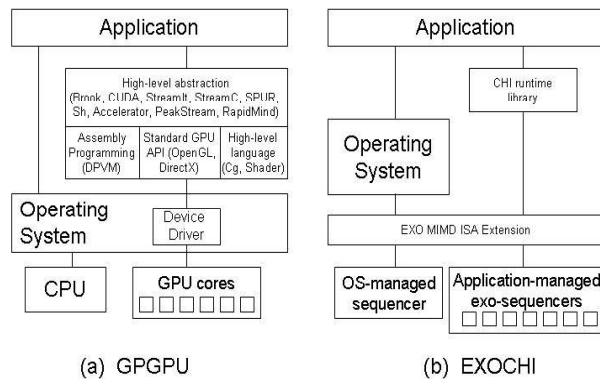 Application
High-level abstraction
(Brook, CUDA, StreamIt, StreamC, SPUR,
Sh, Accelerator, PeakStream, RapidMind)
Assembly
Programming
(DPVM)
Standard GPU
API (OpenGL,
DirectX)
High-level
language
(Cg, Shader)
Operating
System
Device
Driver
CPU
GPU cores
(a) GPGPU
Application
CHI runtime
library
Operating
System
EXO MIMD ISA Extension
OS-managed
sequencer
Application-managed
exo-sequencers
(b) EXOCHI